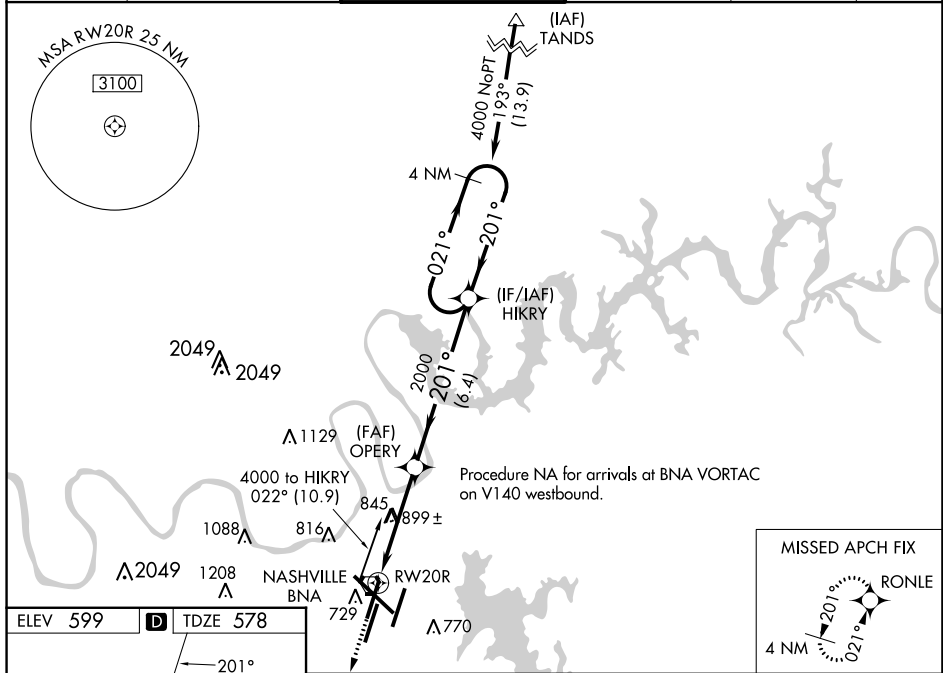 MSA RW20R 25 NM
3100
(IAF)
TANDS
4000 NoPT
193°
(13.9)
4 NM
021°
201°
(IF/IAF)
HIKRY
2049
2049
2000
201°
(6.4)
1129
(FAF)
OPERY
4000 to HIKRY
022° (10.9)
Procedure NA for arrivals at BNA VORTAC
on V140 westbound.
845
899 ±
1088
816
2049
1208
NASHVILLE
BNA
RW20R
729
770
MISSED APCH FIX
RONLE
201°
021°
4 NM
ELEV 599 D TDZE 578
201°